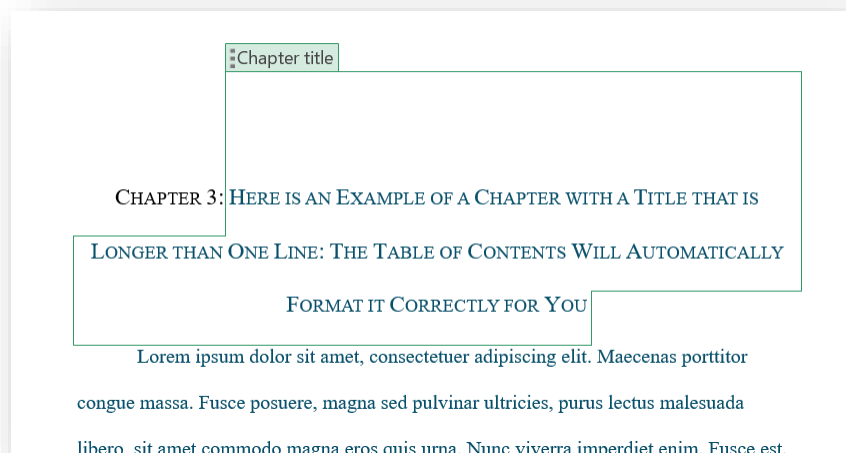 Chapter title
Chapter 3: Here is an Example of a Chapter with a Title that is
Longer than One Line: The Table of Contents Will Automatically
Format it Correctly for You
Lorem ipsum dolor sit amet, consectetuer adipiscing elit. Maecenas porttitor
congue massa. Fusce posuere, magna sed pulvinar ultricies, purus lectus malesuada
libero, sit amet commodo magna eros quis urna. Nunc viverra imperdiet enim. Fusce est.